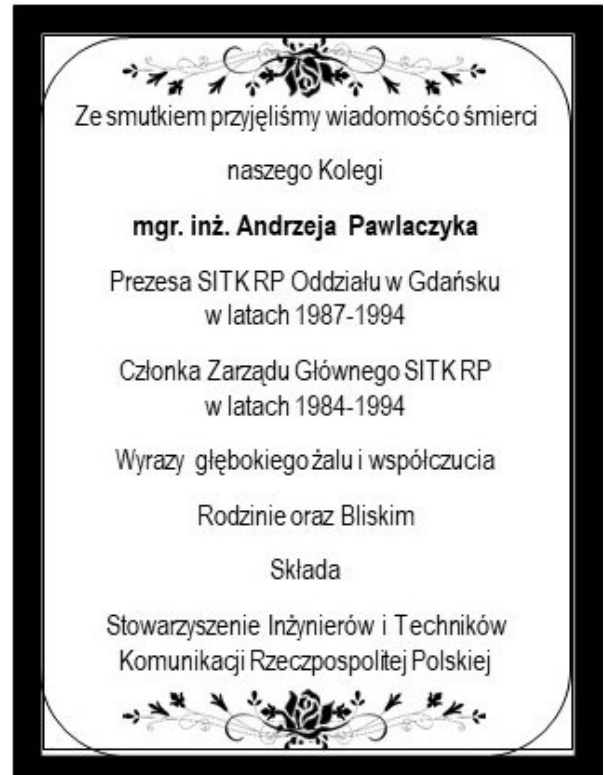 Ze smutkiem przyjęliśmy wiadomośćo śmierci
naszego Kolegi
mgr. inż. Andrzeja Pawlaczyka
Prezesa SITK RP Oddziału w Gdańsku
w latach 1987-1994
Członka Zarządu Głównego SITK RP
w latach 1984-1994
Wyrazy głębokiego żalu i współczucia
Rodzinie oraz Bliskim
Składa
Stowarzyszenie Inżynierów i Techników
Komunikacji Rzeczpospolitej Polskiej